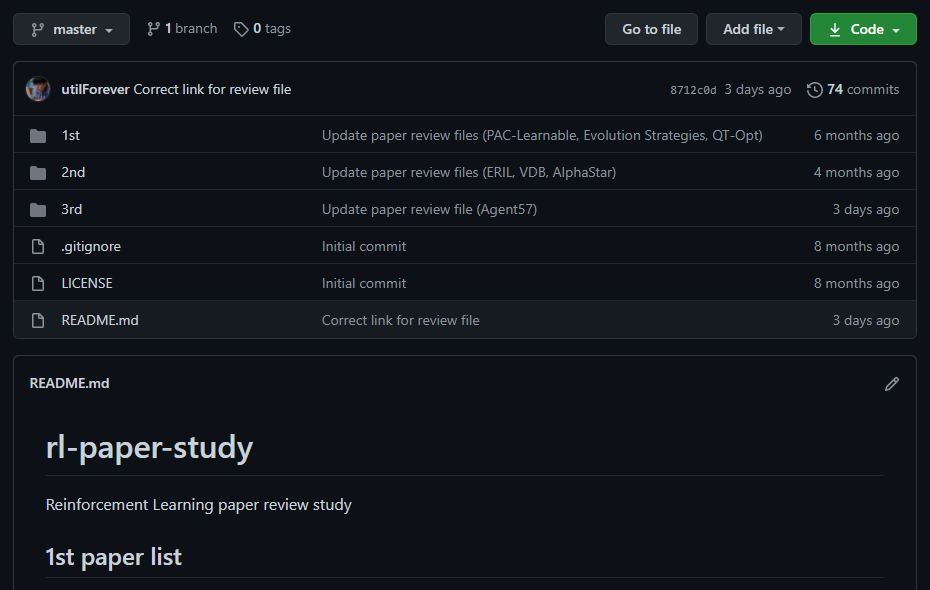 master 1 branch 0 tags Go to file Add file Code
utilForever Correct link for review file 8712c0d 3 days ago 74 commits
1st Update paper review files (PAC-Learnable, Evolution Strategies, QT-Opt) 6 months ago
2nd Update paper review files (ERIL, VDB, AlphaStar) 4 months ago
3rd Update paper review file (Agent57) 3 days ago
.gitignore Initial commit 8 months ago
LICENSE Initial commit 8 months ago
README.md Correct link for review file 3 days ago
README.md
rl-paper-study
Reinforcement Learning paper review study
1st paper list